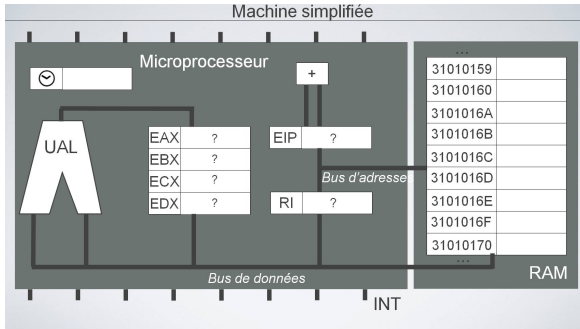 Machine simplifiée
Microprocesseur
+
UAL
EAX ?
EBX ?
ECX ?
EDX ?
EIP ?
Bus d'adresse
RI ?
Bus de données
INT
...
31010159
31010160
3101016A
3101016B
3101016C
3101016D
3101016E
3101016F
31010170
...
RAM